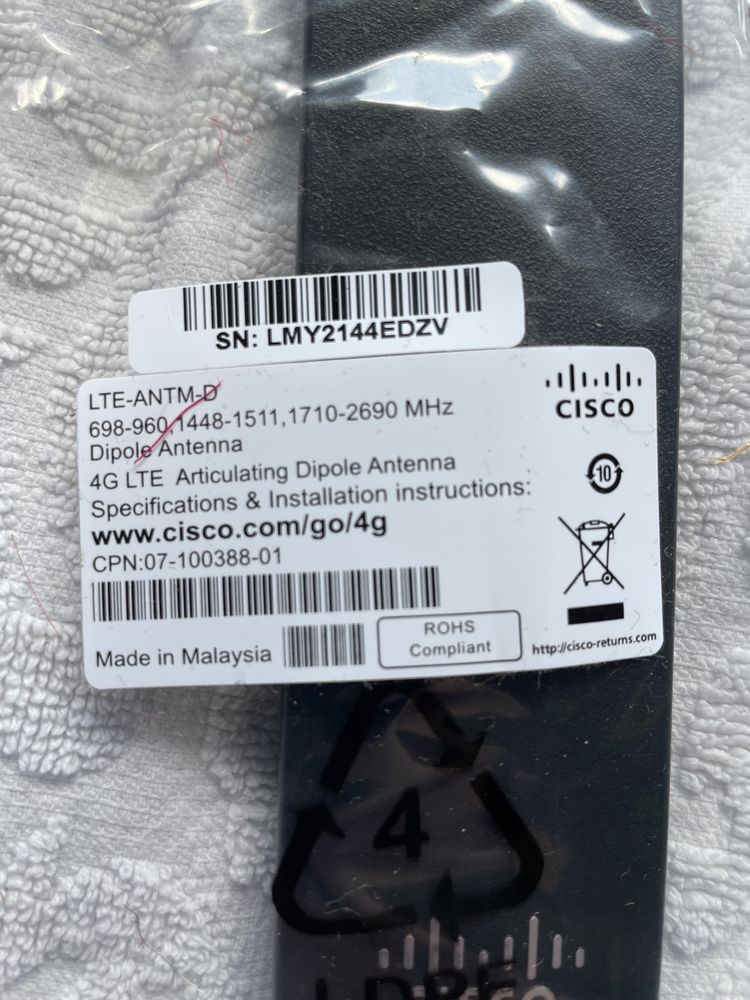 SN: LMY2144EDZV
LTE-ANTM-D
698-960,1448-1511,1710-2690 MHz
Dipole Antenna
4G LTE Articulating Dipole Antenna
Specifications & Installation instructions:
www.cisco.com/go/4g
CPN:07-100388-01
Made in Malaysia
ROHS
Compliant
CISCO
10
http://cisco-returns.com
4
LDPE